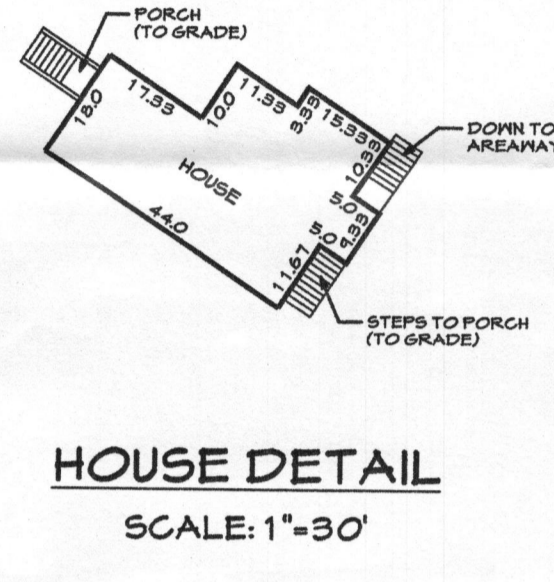 PORCH
(TO GRADE)
17.33
18.0
10.0
11.33
3.33
15.33
10.33
DOWN TO
AREAWAY
HOUSE
5.0
9.33
5.0
44.0
11.67
STEPS TO PORCH
(TO GRADE)
HOUSE DETAIL
SCALE: 1"=30'